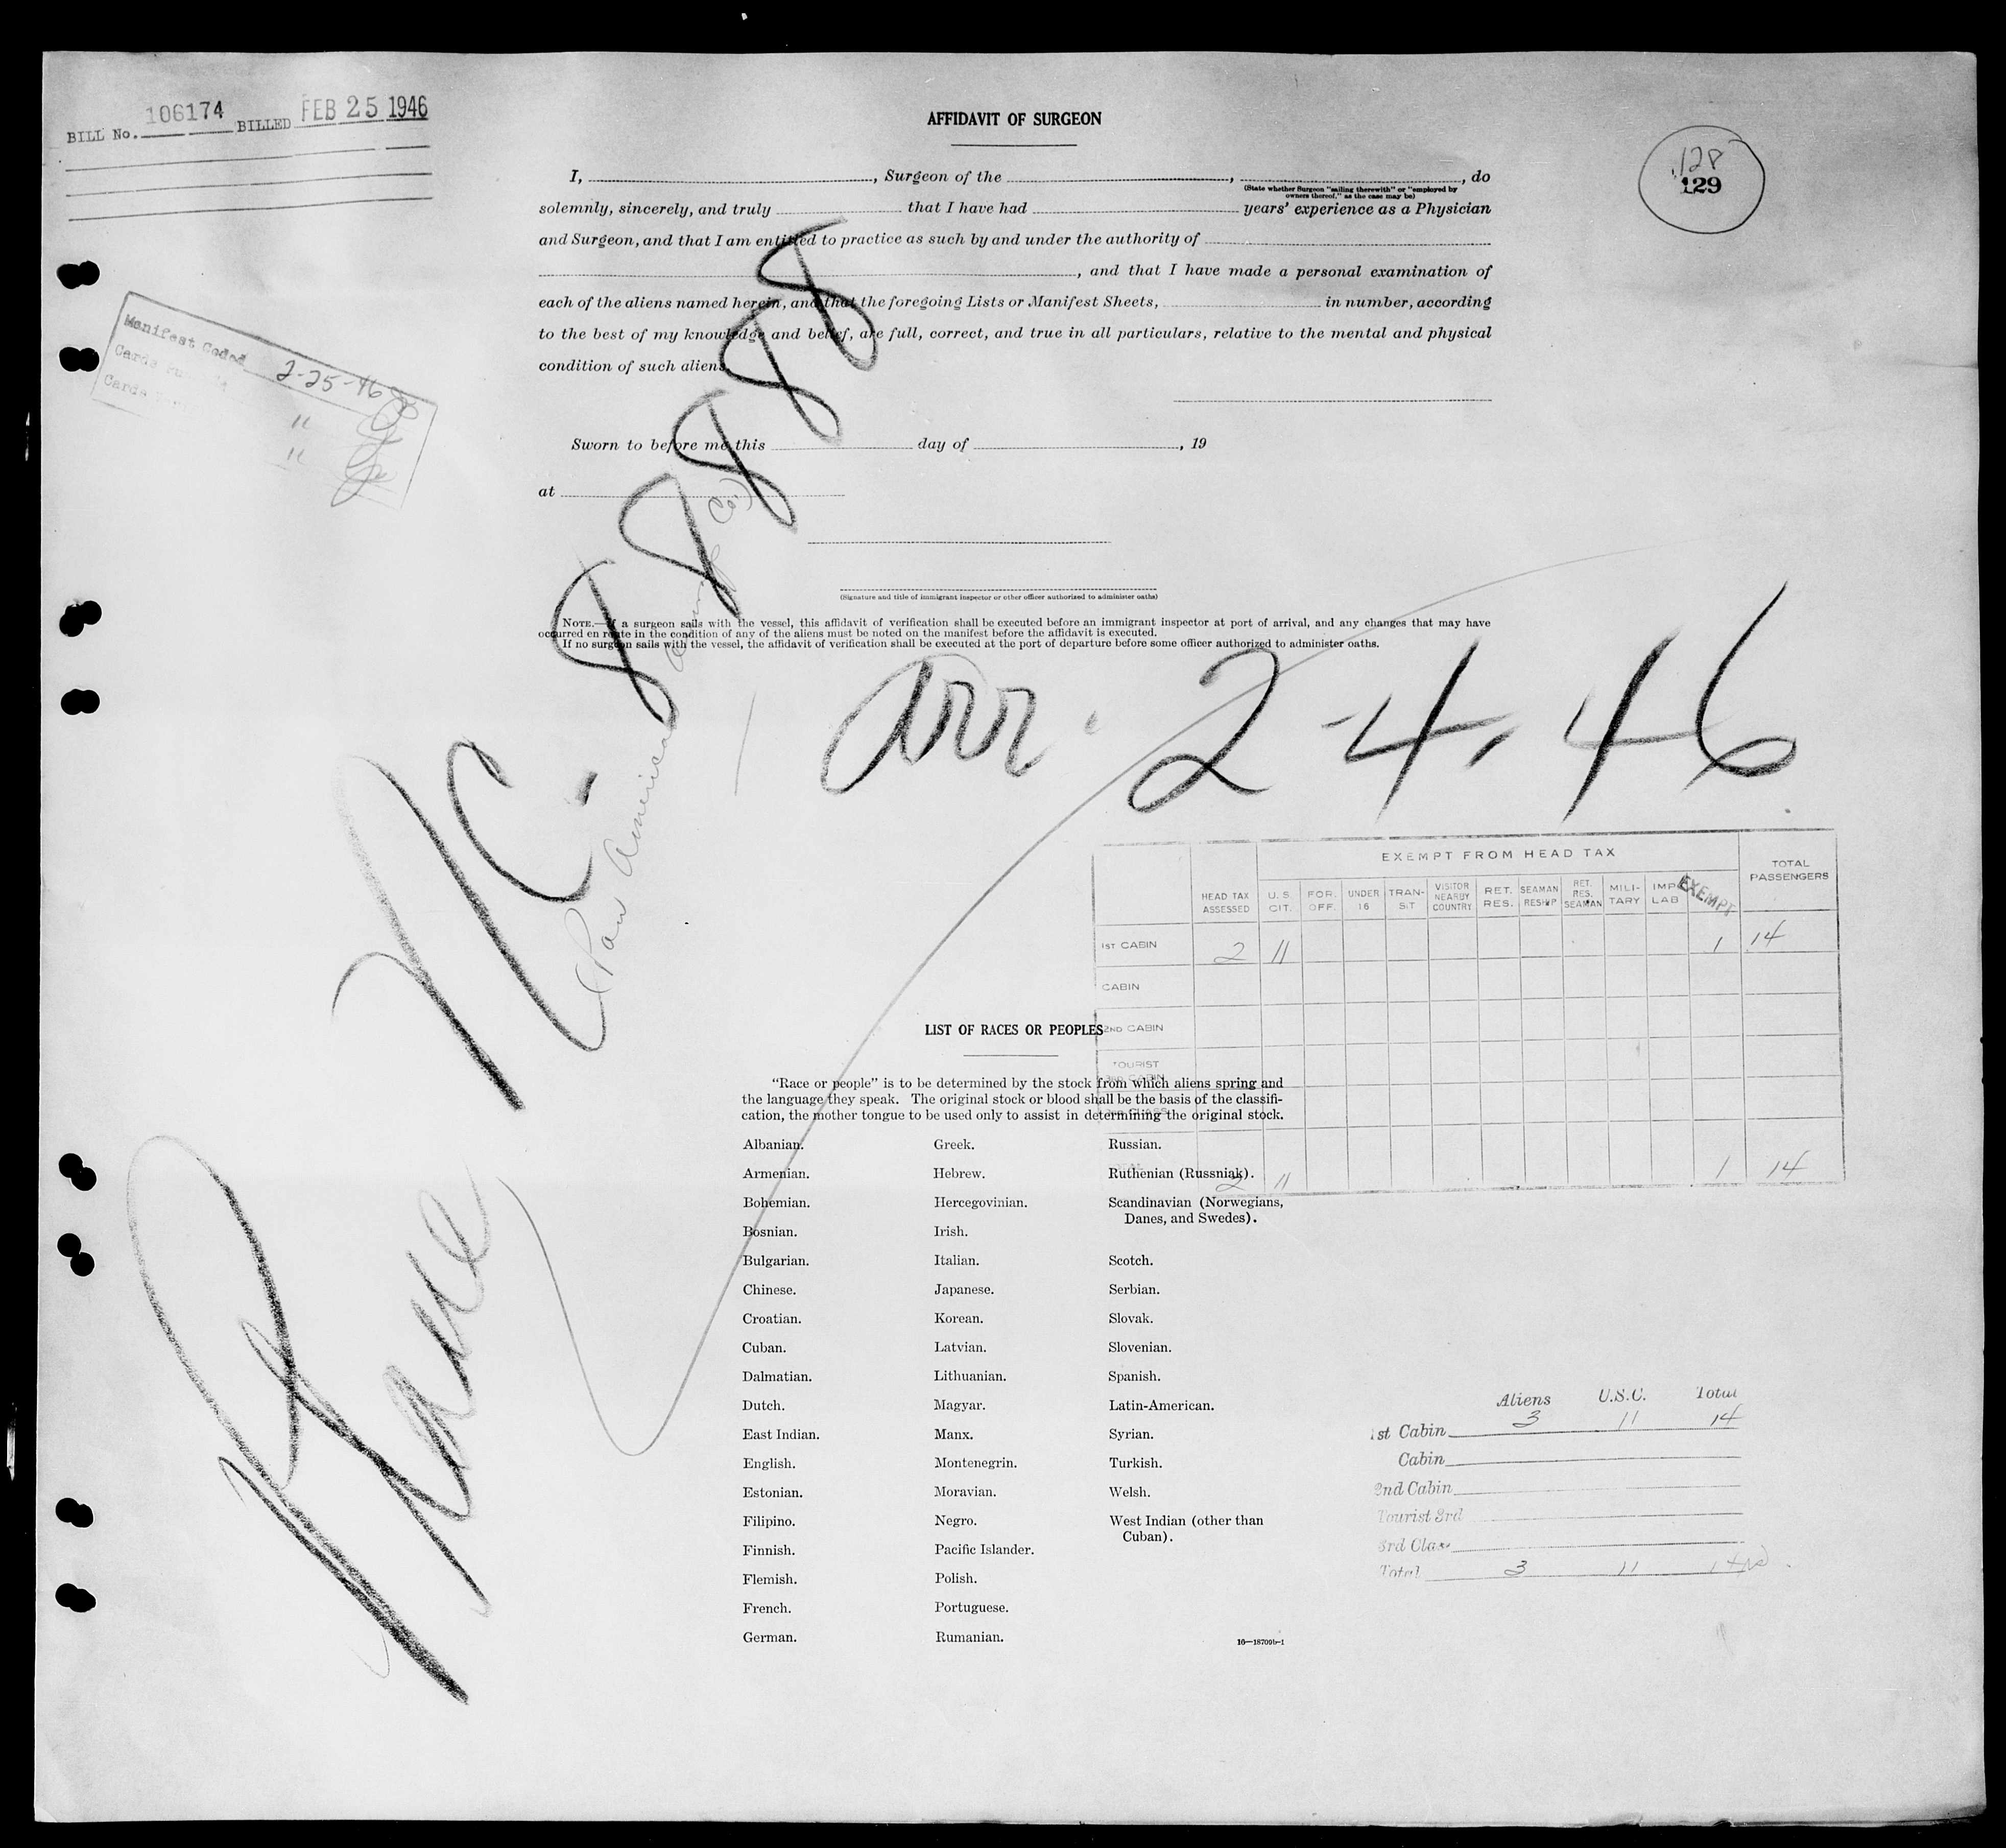 BILL No. 106174 BILLED FEB 25 1946
AFFIDAVIT OF SURGEON
128
129
I, , Surgeon of the , , do
(State whether Surgeon "sailing therewith" or "employed by
owners thereof," as the case may be)
solemnly, sincerely, and truly that I have had years' experience as a Physician
and Surgeon, and that I am entitled to practice as such by and under the authority of
, and that I have made a personal examination of
each of the aliens named herein, and that the foregoing Lists or Manifest Sheets, in number, according
to the best of my knowledge and belief, are full, correct, and true in all particulars, relative to the mental and physical
condition of such aliens
Manifest Coded 2-25-46
Cards "
Cards "
Sworn to before me this day of , 19
at
(Signature and title of immigrant inspector or other officer authorized to administer oaths)
NOTE.—If a surgeon sails with the vessel, this affidavit of verification shall be executed before an immigrant inspector at port of arrival, and any changes that may have
occurred en route in the condition of any of the aliens must be noted on the manifest before the affidavit is executed.
If no surgeon sails with the vessel, the affidavit of verification shall be executed at the port of departure before some officer authorized to administer oaths.
Plane NC-88888 - arr. 2-4-46
(Pan American Co.)
EXEMPT FROM HEAD TAX
HEAD TAX ASSESSED U.S. CIT. FOR. OFF. UNDER 16 TRAN-SIT VISITOR NEARBY COUNTRY RET. RES. SEAMAN RESHIP RET. RES. SEAMAN MILI-TARY LAB EXEMPT TOTAL PASSENGERS
1ST CABIN 2 11 1 14
CABIN
2ND CABIN
TOURIST
3RD CABIN
3RD CLASS
2 11 1 14
LIST OF RACES OR PEOPLES
"Race or people" is to be determined by the stock from which aliens spring and
the language they speak. The original stock or blood shall be the basis of the classifi-
cation, the mother tongue to be used only to assist in determining the original stock.
Albanian. Greek. Russian.
Armenian. Hebrew. Ruthenian (Russniak).
Bohemian. Hercegovinian. Scandinavian (Norwegians,
Danes, and Swedes).
Bosnian. Irish.
Bulgarian. Italian. Scotch.
Chinese. Japanese. Serbian.
Croatian. Korean. Slovak.
Cuban. Latvian. Slovenian.
Dalmatian. Lithuanian. Spanish.
Dutch. Magyar. Latin-American.
East Indian. Manx. Syrian.
English. Montenegrin. Turkish.
Estonian. Moravian. Welsh.
Filipino. Negro. West Indian (other than
Cuban).
Finnish. Pacific Islander.
Flemish. Polish.
French. Portuguese.
German. Rumanian.
16—18709b-1
Aliens U.S.C. Total
1st Cabin 3 11 14
Cabin
2nd Cabin
Tourist 3rd
3rd Class
Total 3 11 14